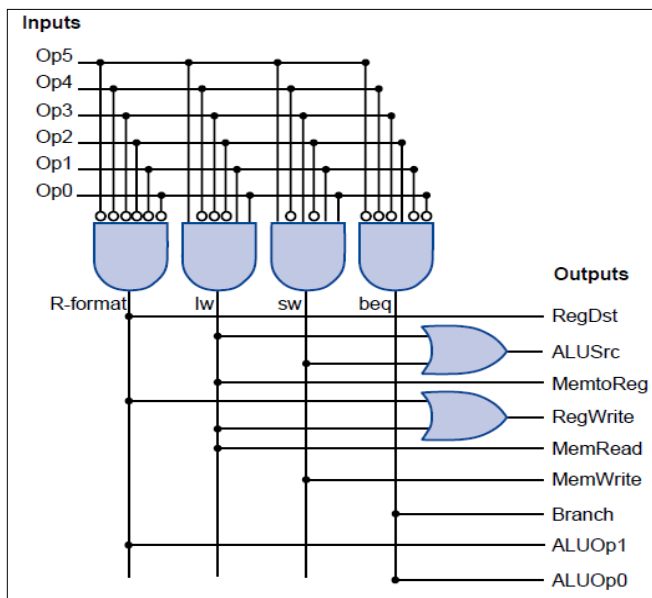 Inputs
Op5
Op4
Op3
Op2
Op1
Op0
R-format lw sw beq
Outputs
RegDst
ALUSrc
MemtoReg
RegWrite
MemRead
MemWrite
Branch
ALUOp1
ALUOp0